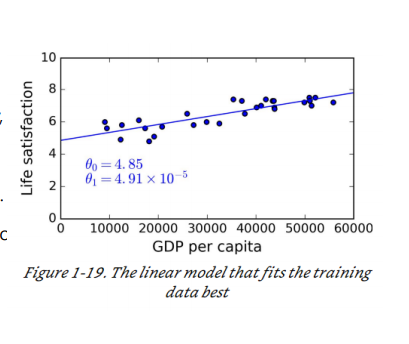 10
8
6
4
2
0
Life satisfaction
θ₀ = 4.85
θ₁ = 4.91 × 10⁻⁵
0 10000 20000 30000 40000 50000 60000
GDP per capita
Figure 1-19. The linear model that fits the training
data best